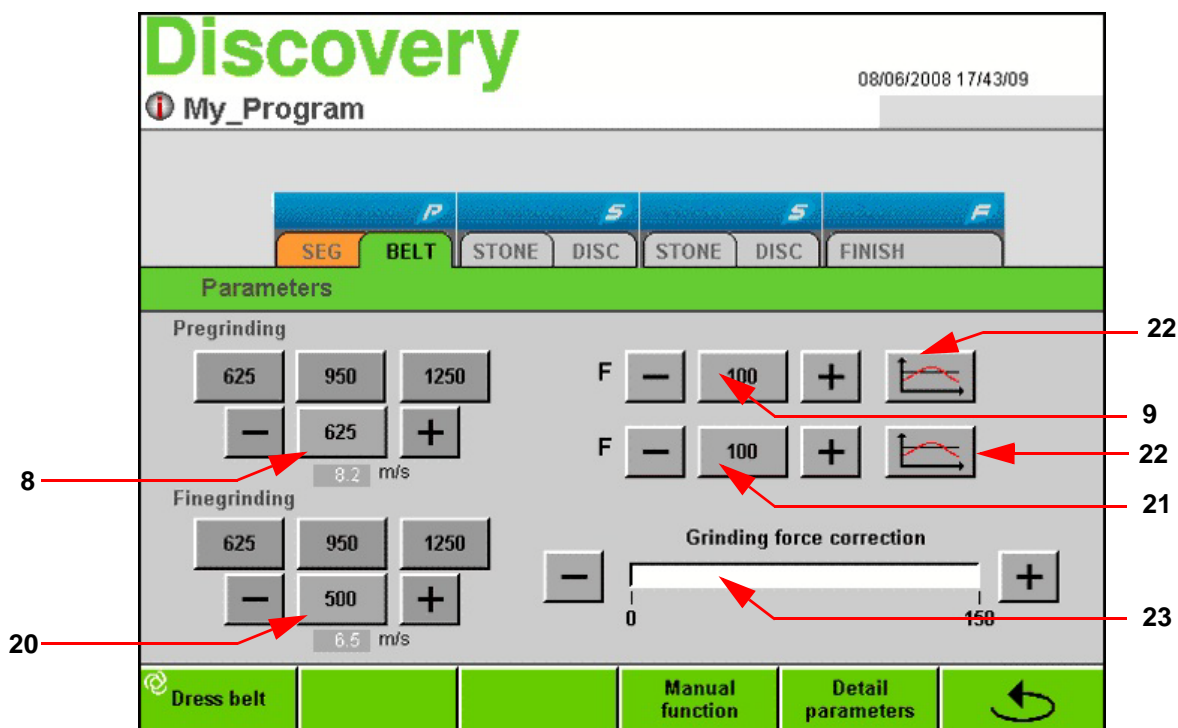 Discovery
08/06/2008 17/43/09
My_Program
P S S F
SEG BELT STONE DISC STONE DISC FINISH
Parameters
Pregrinding
625 950 1250 F − 100 + 22
− 625 + 9
8.2 m/s F − 100 + 22
8 21
Finegrinding
625 950 1250 Grinding force correction
− 500 + − +
0 158 23
20 6.5 m/s
Dress belt Manual function Detail parameters